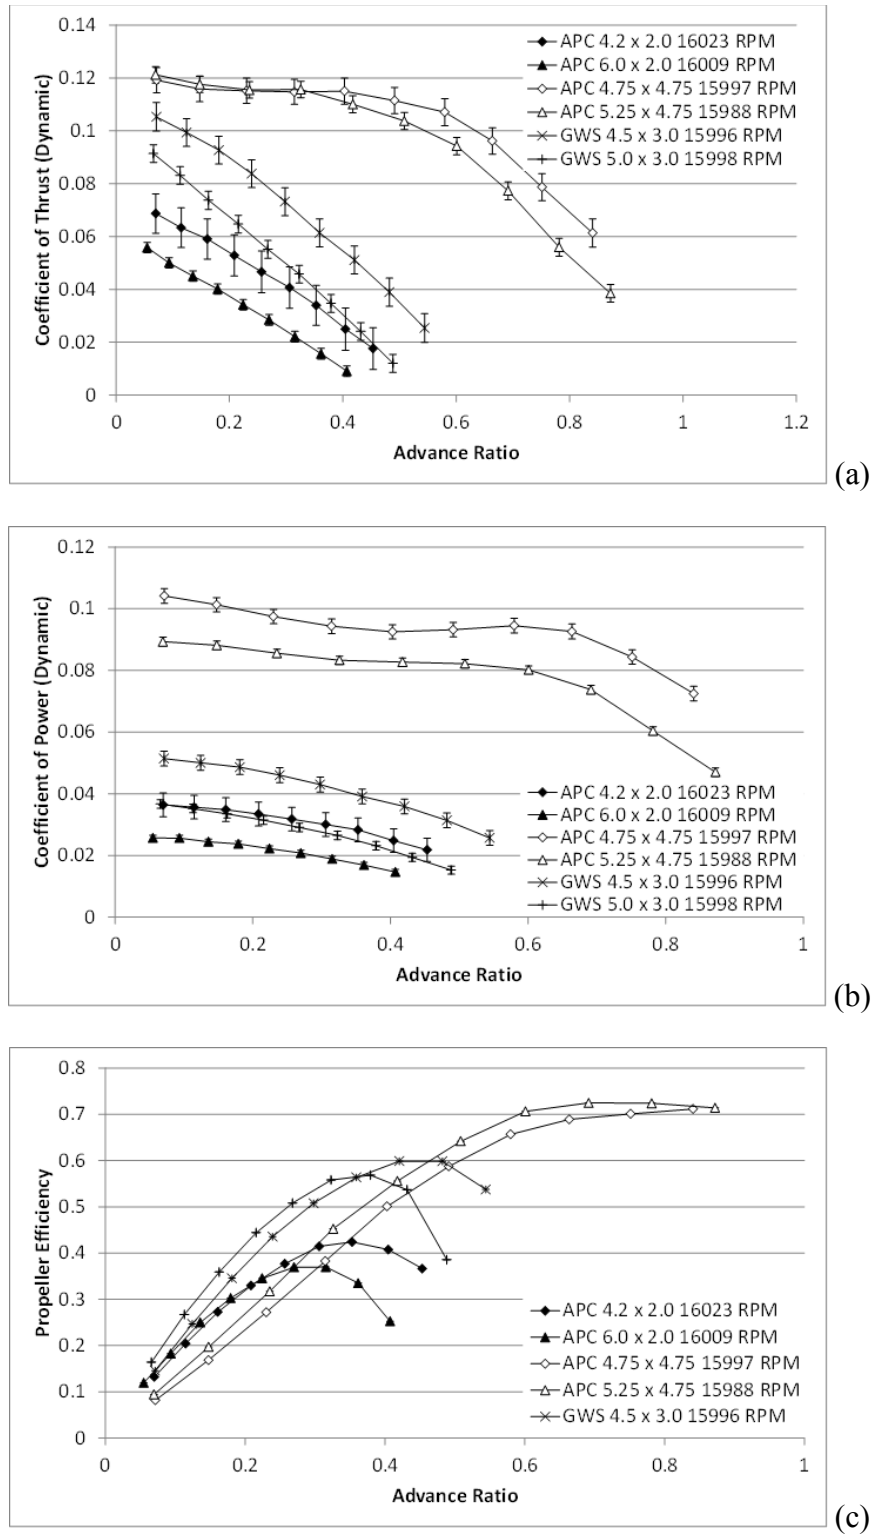 0.14
0.12
0.1
0.08
0.06
0.04
0.02
0
Coefficient of Thrust (Dynamic)
APC 4.2 x 2.0 16023 RPM
APC 6.0 x 2.0 16009 RPM
APC 4.75 x 4.75 15997 RPM
APC 5.25 x 4.75 15988 RPM
GWS 4.5 x 3.0 15996 RPM
GWS 5.0 x 3.0 15998 RPM
0 0.2 0.4 0.6 0.8 1 1.2
Advance Ratio
(a)
0.12
0.1
0.08
0.06
0.04
0.02
0
Coefficient of Power (Dynamic)
APC 4.2 x 2.0 16023 RPM
APC 6.0 x 2.0 16009 RPM
APC 4.75 x 4.75 15997 RPM
APC 5.25 x 4.75 15988 RPM
GWS 4.5 x 3.0 15996 RPM
GWS 5.0 x 3.0 15998 RPM
0 0.2 0.4 0.6 0.8 1
Advance Ratio
(b)
0.8
0.7
0.6
0.5
0.4
0.3
0.2
0.1
0
Propeller Efficiency
APC 4.2 x 2.0 16023 RPM
APC 6.0 x 2.0 16009 RPM
APC 4.75 x 4.75 15997 RPM
APC 5.25 x 4.75 15988 RPM
GWS 4.5 x 3.0 15996 RPM
0 0.2 0.4 0.6 0.8 1
Advance Ratio
(c)